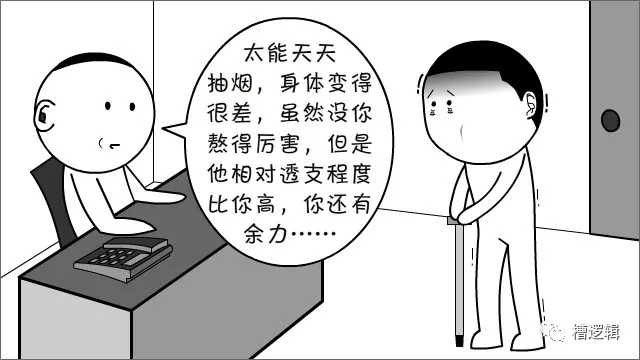 太能天天
抽烟，身体变得
很差，虽然没你
熬得厉害，但是
他相对透支程度
比你高，你还有
余力……
槽逻辑